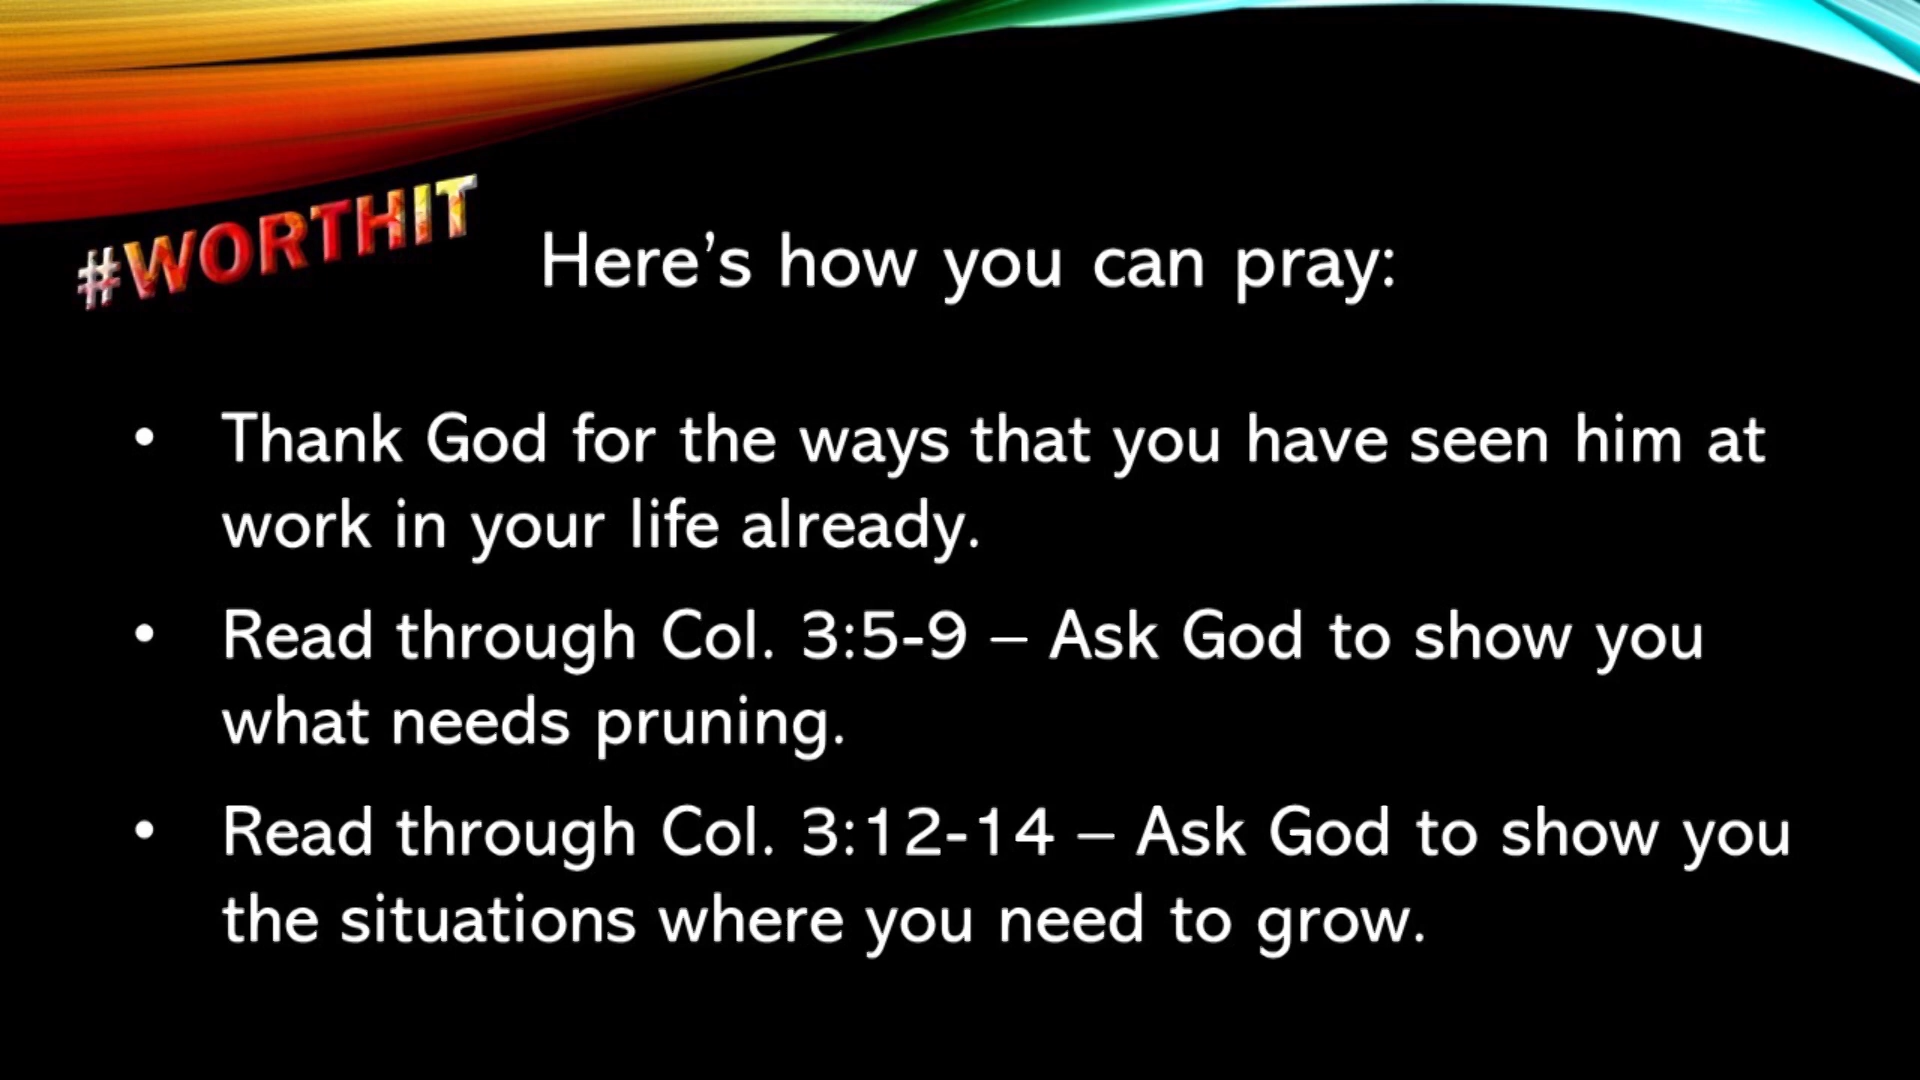 #WORTHIT
Here’s how you can pray:
• Thank God for the ways that you have seen him at
work in your life already.
• Read through Col. 3:5-9 – Ask God to show you
what needs pruning.
• Read through Col. 3:12-14 – Ask God to show you
the situations where you need to grow.